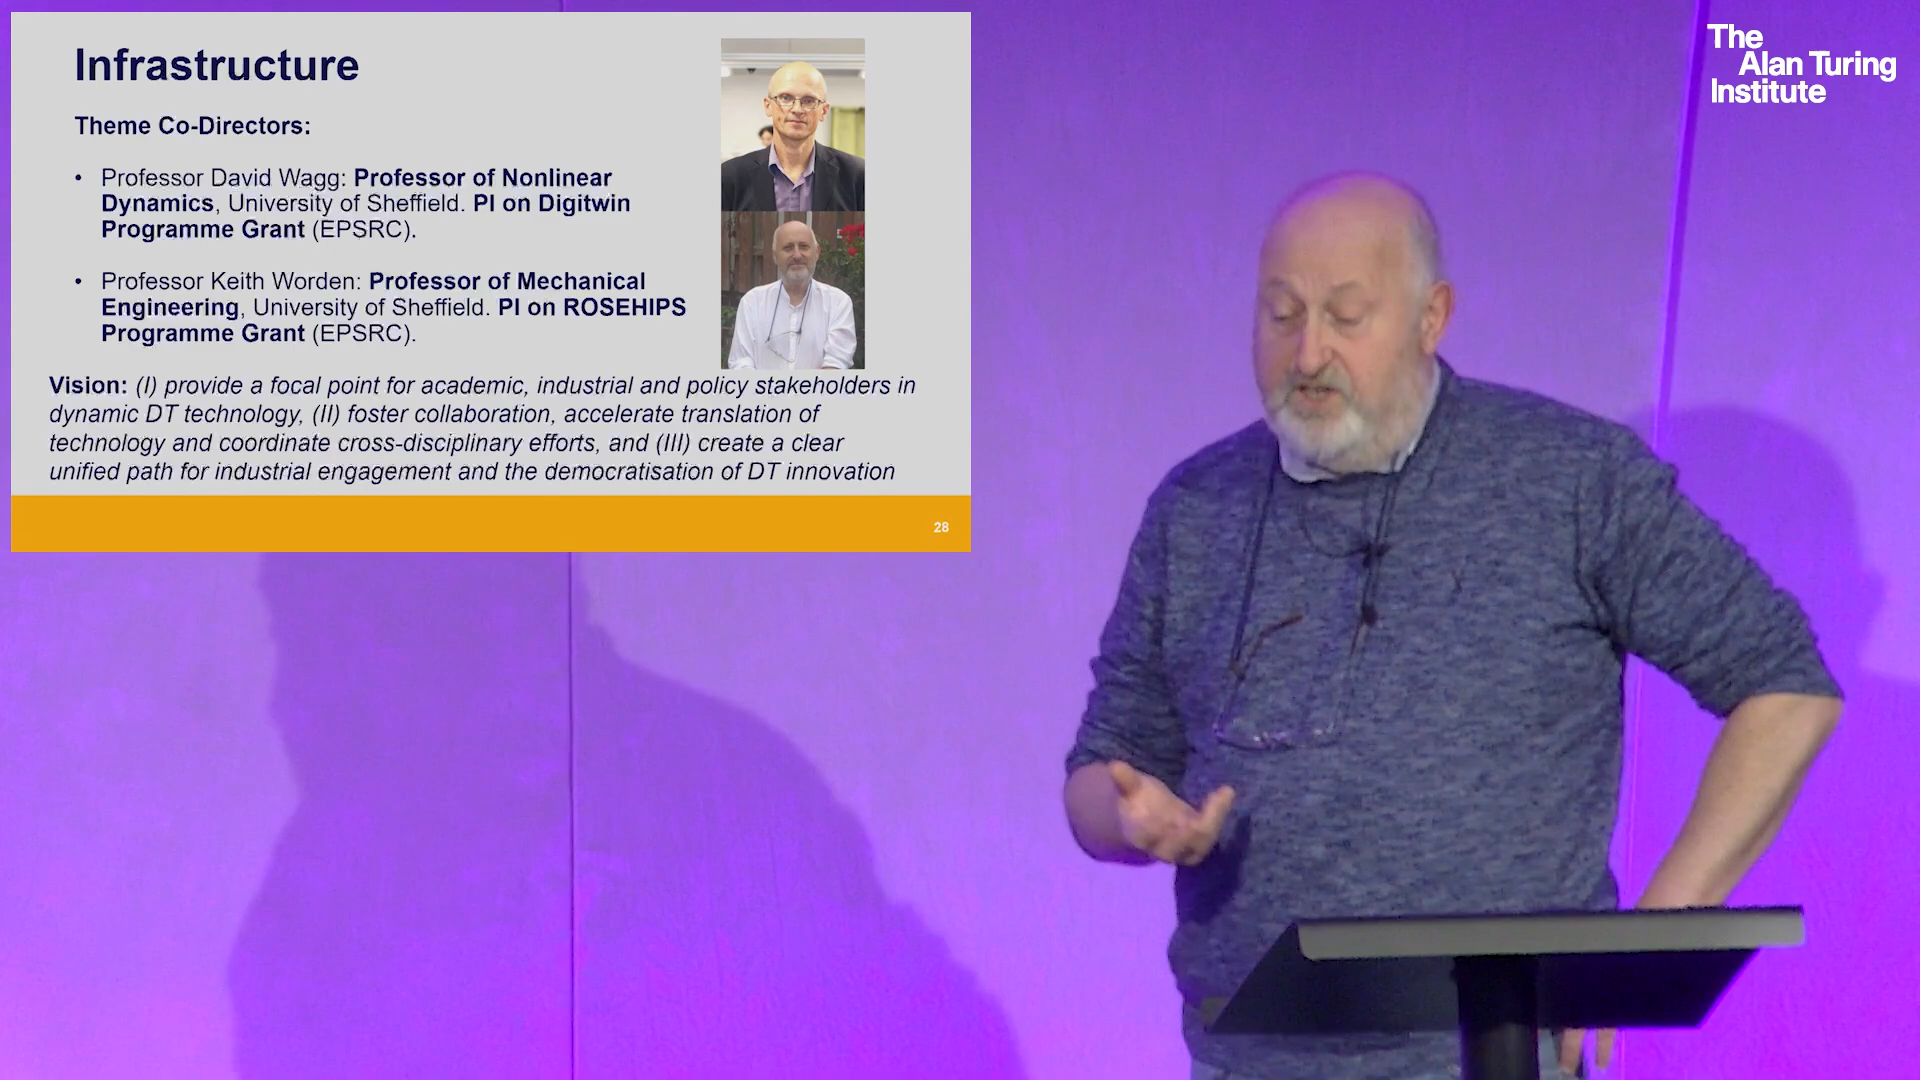 Infrastructure
Theme Co-Directors:
• Professor David Wagg: Professor of Nonlinear
Dynamics, University of Sheffield. PI on Digitwin
Programme Grant (EPSRC).
• Professor Keith Worden: Professor of Mechanical
Engineering, University of Sheffield. PI on ROSEHIPS
Programme Grant (EPSRC).
Vision: (I) provide a focal point for academic, industrial and policy stakeholders in
dynamic DT technology, (II) foster collaboration, accelerate translation of
technology and coordinate cross-disciplinary efforts, and (III) create a clear
unified path for industrial engagement and the democratisation of DT innovation
28
The
Alan Turing
Institute